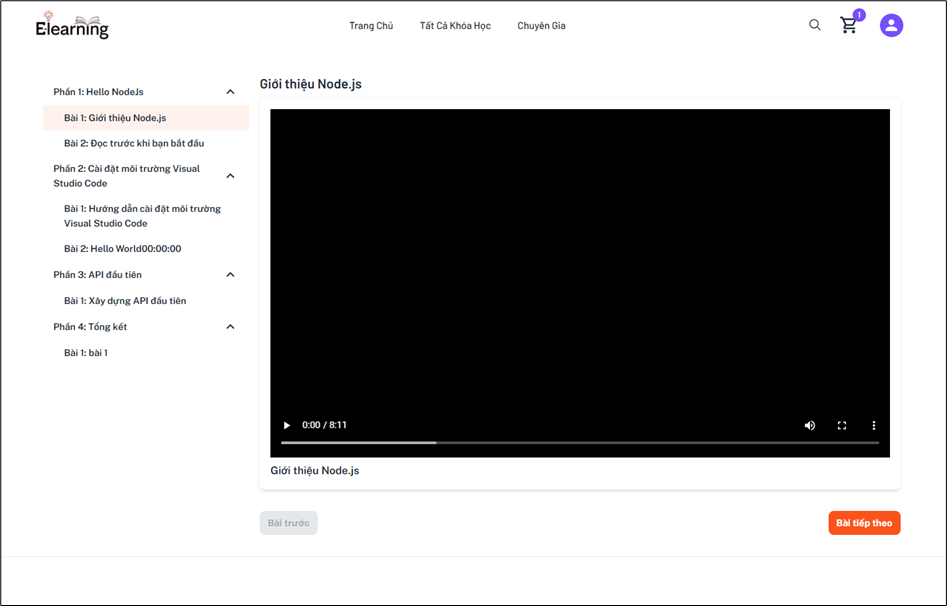 Elearning
Trang Chủ
Tất Cả Khóa Học
Chuyên Gia
1
Phần 1: Hello NodeJs
Bài 1: Giới thiệu Node.js
Bài 2: Đọc trước khi bạn bắt đầu
Phần 2: Cài đặt môi trường Visual
Studio Code
Bài 1: Hướng dẫn cài đặt môi trường
Visual Studio Code
Bài 2: Hello World00:00:00
Phần 3: API đầu tiên
Bài 1: Xây dựng API đầu tiên
Phần 4: Tổng kết
Bài 1: bài 1
Giới thiệu Node.js
0:00 / 8:11
Giới thiệu Node.js
Bài trước
Bài tiếp theo